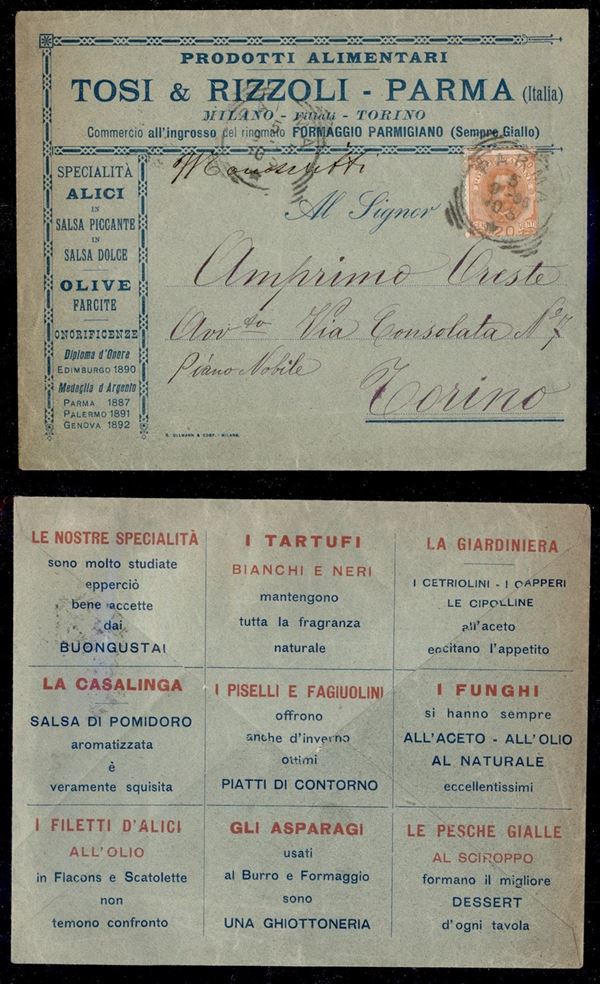 PRODOTTI ALIMENTARI
TOSI & RIZZOLI - PARMA (Italia)
MILANO - Filiali - TORINO
Commercio all'ingrosso del rinomato FORMAGGIO PARMIGIANO (Sempre Giallo)
SPECIALITÀ
ALICI
IN
SALSA PICCANTE
IN
SALSA DOLCE
OLIVE
FARCITE
ONORIFICENZE
Diploma d'Onore
EDIMBURGO 1890
Medaglia d'Argento
PARMA 1887
PALERMO 1891
GENOVA 1892
Manoscritti
PARMA
20
Al Signor
Amprimo Oreste
Avv to Via Consolata No 7
Piano Nobile
Torino
LE NOSTRE SPECIALITÀ
sono molto studiate
epperciò
bene accette
dai
BUONGUSTAI
I TARTUFI
BIANCHI E NERI
mantengono
tutta la fragranza
naturale
LA GIARDINIERA
I CETRIOLINI - I CAPPERI
LE CIPOLLINE
all'aceto
eccitano l'appetito
LA CASALINGA
SALSA DI POMIDORO
aromatizzata
è
veramente squisita
I PISELLI E FAGIUOLINI
offrono
anche d'inverno
ottimi
PIATTI DI CONTORNO
I FUNGHI
si hanno sempre
ALL'ACETO - ALL'OLIO
AL NATURALE
eccellentissimi
I FILETTI D'ALICI
ALL'OLIO
in Flacons e Scatolette
non
temono confronto
GLI ASPARAGI
usati
al Burro e Formaggio
sono
UNA GHIOTTONERIA
LE PESCHE GIALLE
AL SCIROPPO
formano il migliore
DESSERT
d'ogni tavola